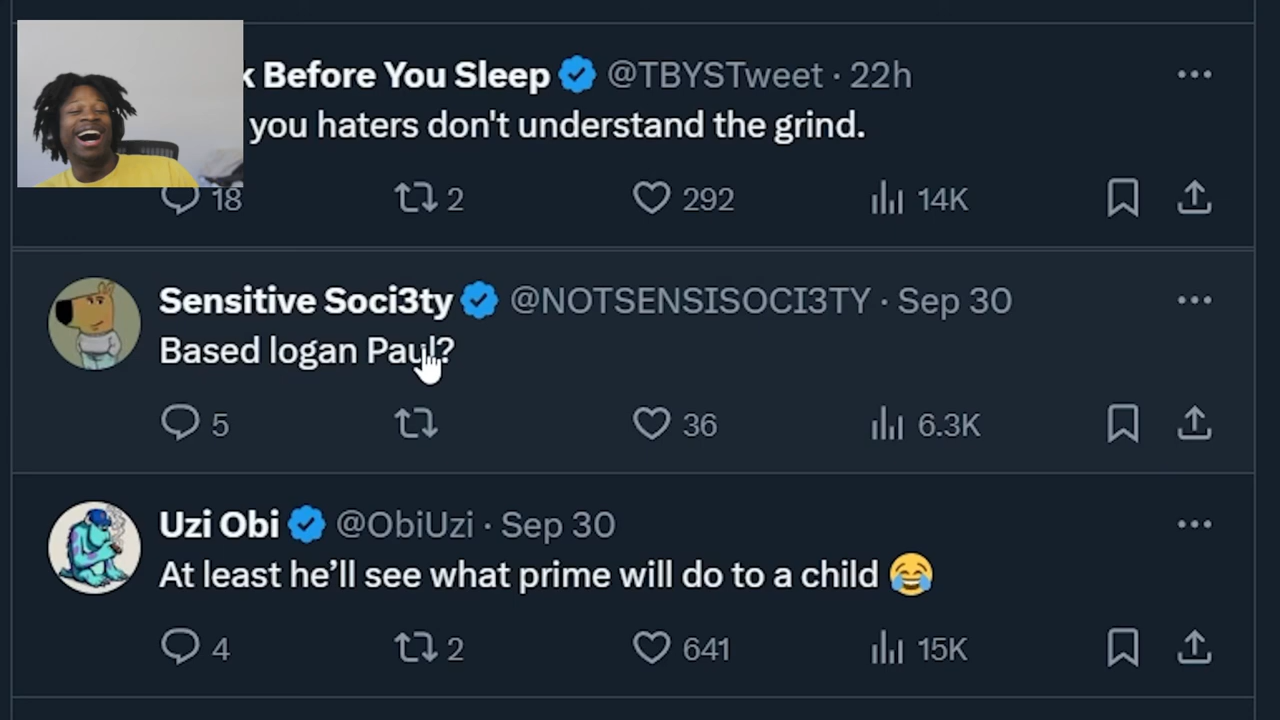 Before You Sleep @TBYSTweet · 22h
you haters don't understand the grind.
18 2 292 14K
Sensitive Soci3ty @NOTSENSISOCI3TY · Sep 30
Based logan Paul?
5 36 6.3K
Uzi Obi @ObiUzi · Sep 30
At least he’ll see what prime will do to a child 😂
4 2 641 15K